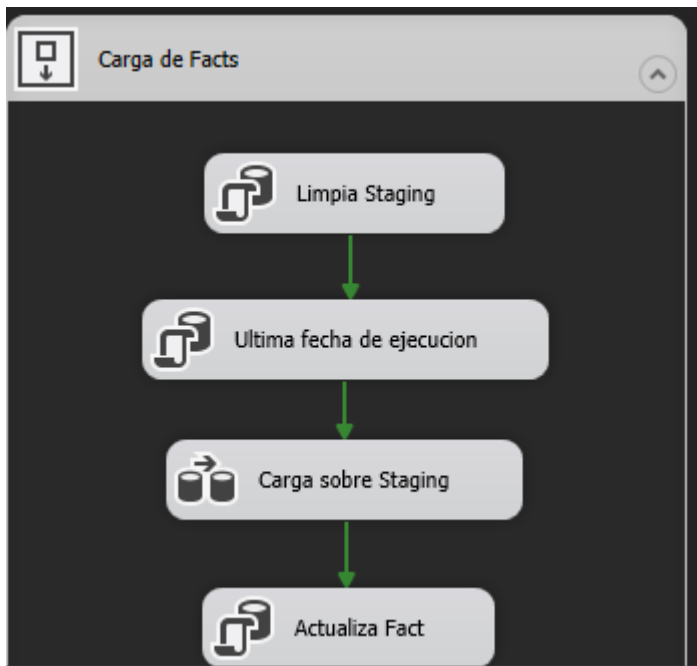 Carga de Facts
Limpia Staging
Ultima fecha de ejecucion
Carga sobre Staging
Actualiza Fact